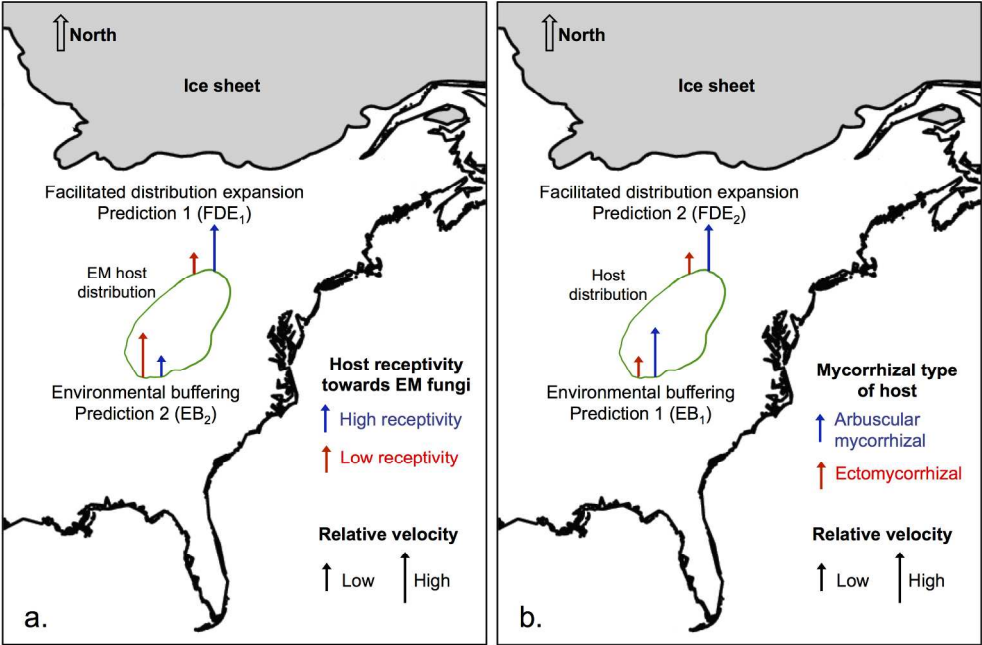 North
Ice sheet
Facilitated distribution expansion
Prediction 1 (FDE₁)
EM host
distribution
Environmental buffering
Prediction 2 (EB₂)
Host receptivity
towards EM fungi
High receptivity
Low receptivity
Relative velocity
Low High
a.
North
Ice sheet
Facilitated distribution expansion
Prediction 2 (FDE₂)
Host
distribution
Environmental buffering
Prediction 1 (EB₁)
Mycorrhizal type
of host
Arbuscular
mycorrhizal
Ectomycorrhizal
Relative velocity
Low High
b.